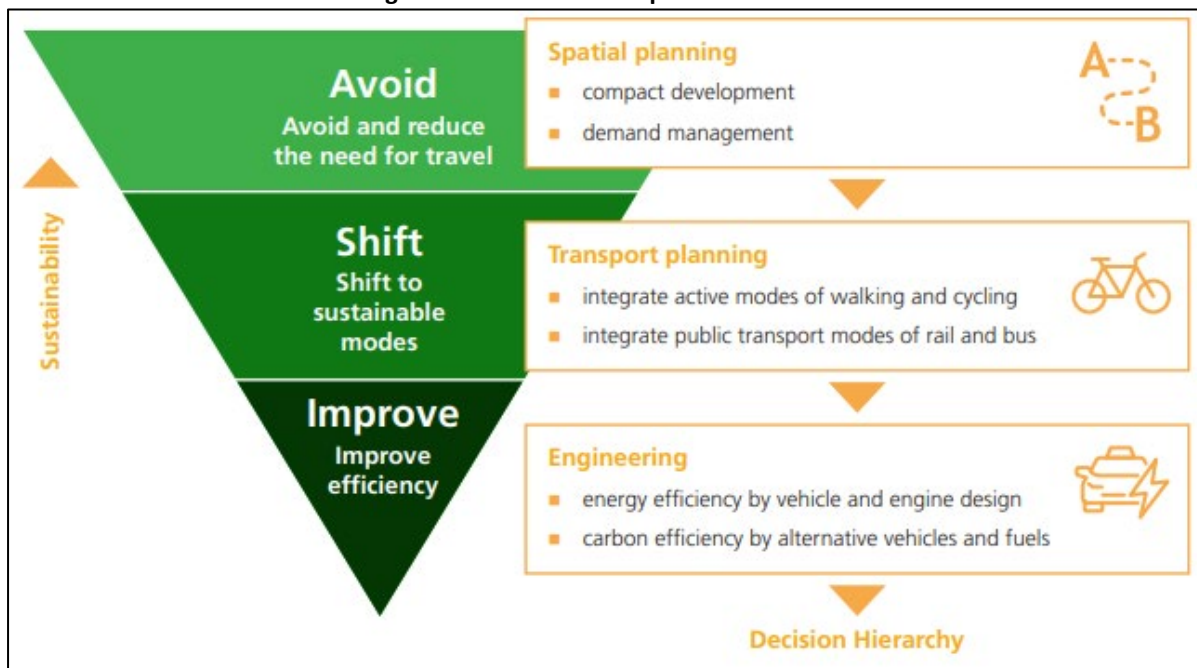 Avoid
Avoid and reduce
the need for travel
Shift
Shift to
sustainable
modes
Improve
Improve
efficiency
Sustainability
Spatial planning
▪ compact development
▪ demand management
A
B
Transport planning
▪ integrate active modes of walking and cycling
▪ integrate public transport modes of rail and bus
Engineering
▪ energy efficiency by vehicle and engine design
▪ carbon efficiency by alternative vehicles and fuels
Decision Hierarchy